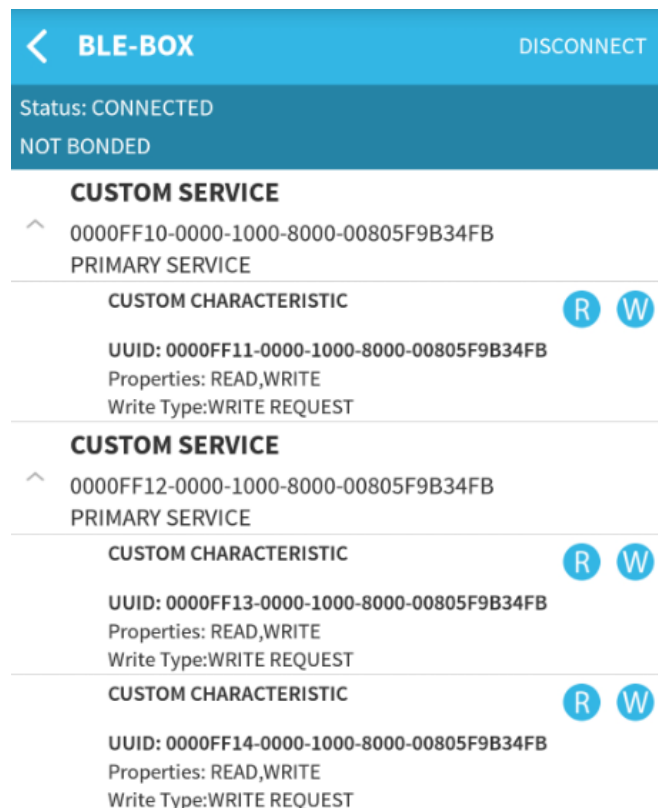 BLE-BOX DISCONNECT
Status: CONNECTED
NOT BONDED
CUSTOM SERVICE
0000FF10-0000-1000-8000-00805F9B34FB
PRIMARY SERVICE
CUSTOM CHARACTERISTIC R W
UUID: 0000FF11-0000-1000-8000-00805F9B34FB
Properties: READ,WRITE
Write Type:WRITE REQUEST
CUSTOM SERVICE
0000FF12-0000-1000-8000-00805F9B34FB
PRIMARY SERVICE
CUSTOM CHARACTERISTIC R W
UUID: 0000FF13-0000-1000-8000-00805F9B34FB
Properties: READ,WRITE
Write Type:WRITE REQUEST
CUSTOM CHARACTERISTIC R W
UUID: 0000FF14-0000-1000-8000-00805F9B34FB
Properties: READ,WRITE
Write Type:WRITE REQUEST